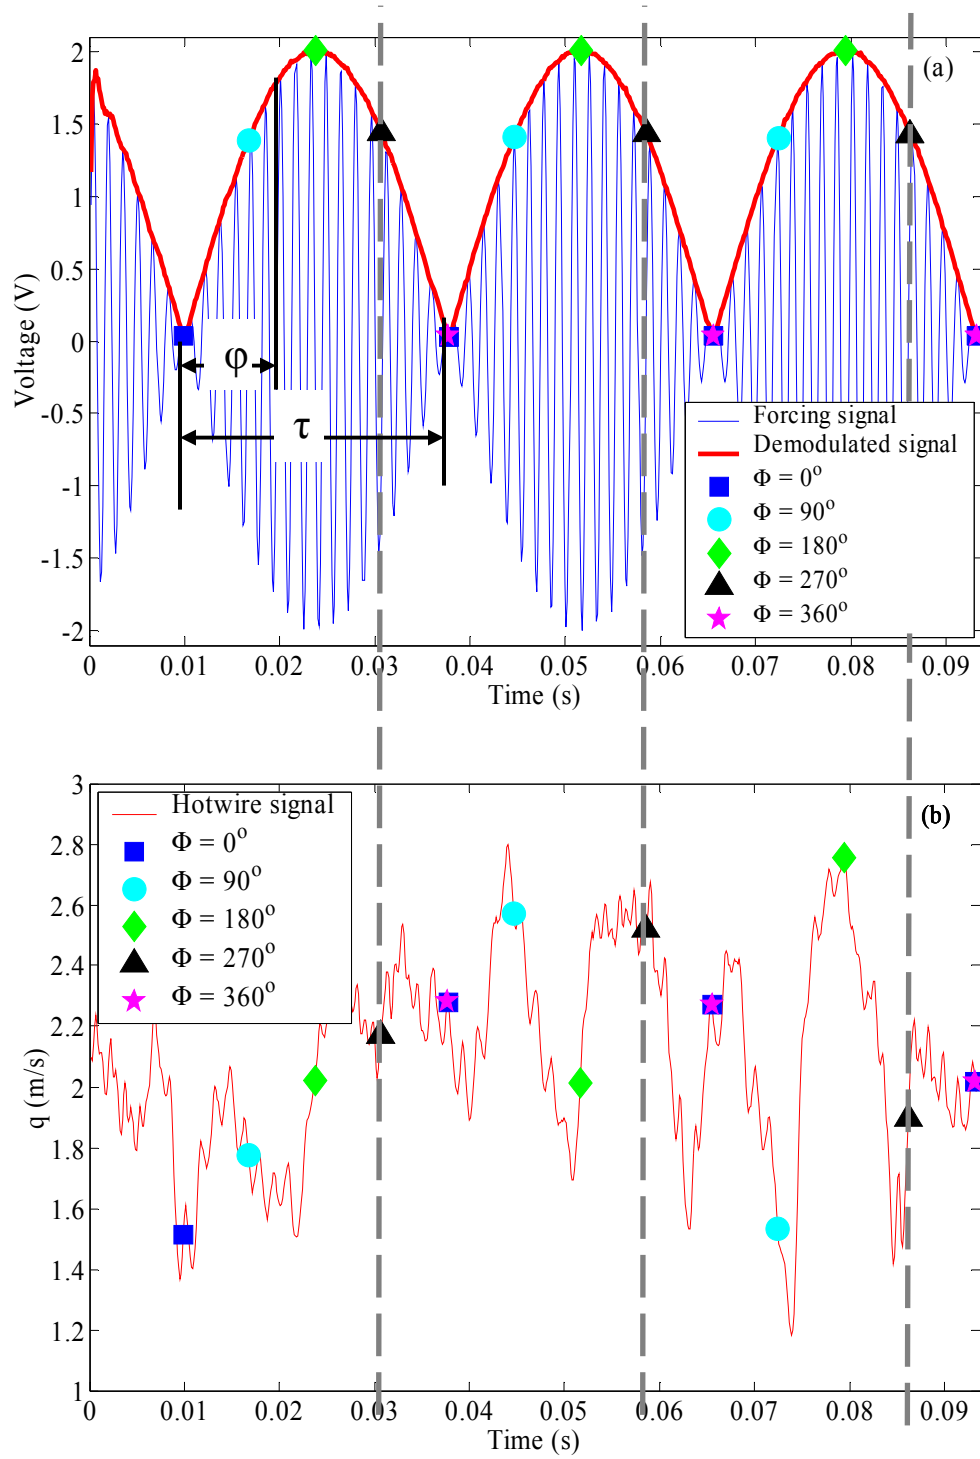 (a)
2
1.5
1
0.5
0
-0.5
-1
-1.5
-2
Voltage (V)
φ
τ
Forcing signal
Demodulated signal
Φ = 0°
Φ = 90°
Φ = 180°
Φ = 270°
Φ = 360°
0 0.01 0.02 0.03 0.04 0.05 0.06 0.07 0.08 0.09
Time (s)
(b)
3
2.8
2.6
2.4
2.2
2
1.8
1.6
1.4
1.2
1
q (m/s)
Hotwire signal
Φ = 0°
Φ = 90°
Φ = 180°
Φ = 270°
Φ = 360°
0 0.01 0.02 0.03 0.04 0.05 0.06 0.07 0.08 0.09
Time (s)